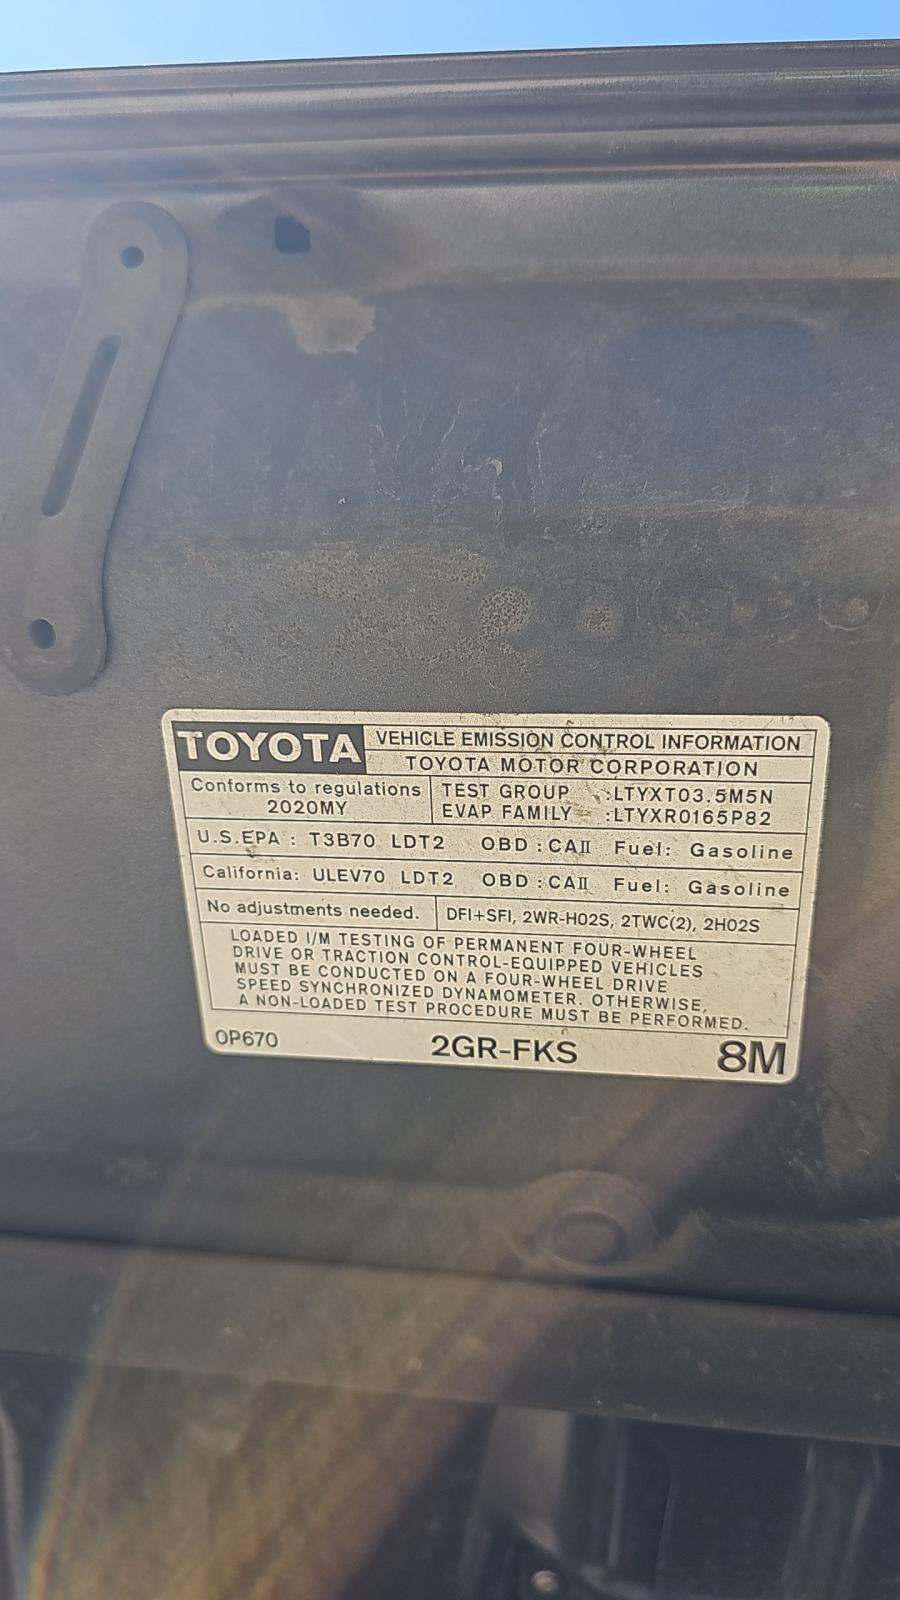 TOYOTA
VEHICLE EMISSION CONTROL INFORMATION
TOYOTA MOTOR CORPORATION
Conforms to regulations
2020MY
TEST GROUP :LTYXT03.5M5N
EVAP FAMILY :LTYXR0165P82
U.S.EPA : T3B70 LDT2 OBD : CAII Fuel: Gasoline
California: ULEV70 LDT2 OBD : CAII Fuel: Gasoline
No adjustments needed.
DFI+SFI, 2WR-HO2S, 2TWC(2), 2HO2S
LOADED I/M TESTING OF PERMANENT FOUR-WHEEL
DRIVE OR TRACTION CONTROL-EQUIPPED VEHICLES
MUST BE CONDUCTED ON A FOUR-WHEEL DRIVE
SPEED SYNCHRONIZED DYNAMOMETER. OTHERWISE,
A NON-LOADED TEST PROCEDURE MUST BE PERFORMED.
0P670 2GR-FKS 8M